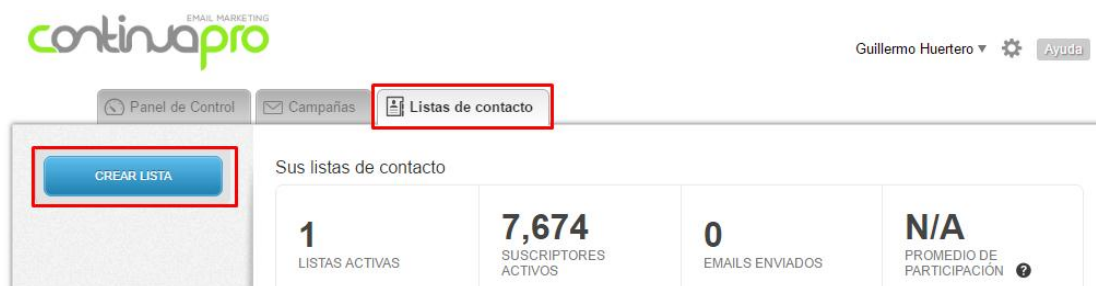 EMAIL MARKETING
continuapro
Guillermo Huertero ▾ Ayuda
Panel de Control Campañas Listas de contacto
CREAR LISTA
Sus listas de contacto
1 7,674 0 N/A
LISTAS ACTIVAS SUSCRIPTORES ACTIVOS EMAILS ENVIADOS PROMEDIO DE PARTICIPACIÓN ?